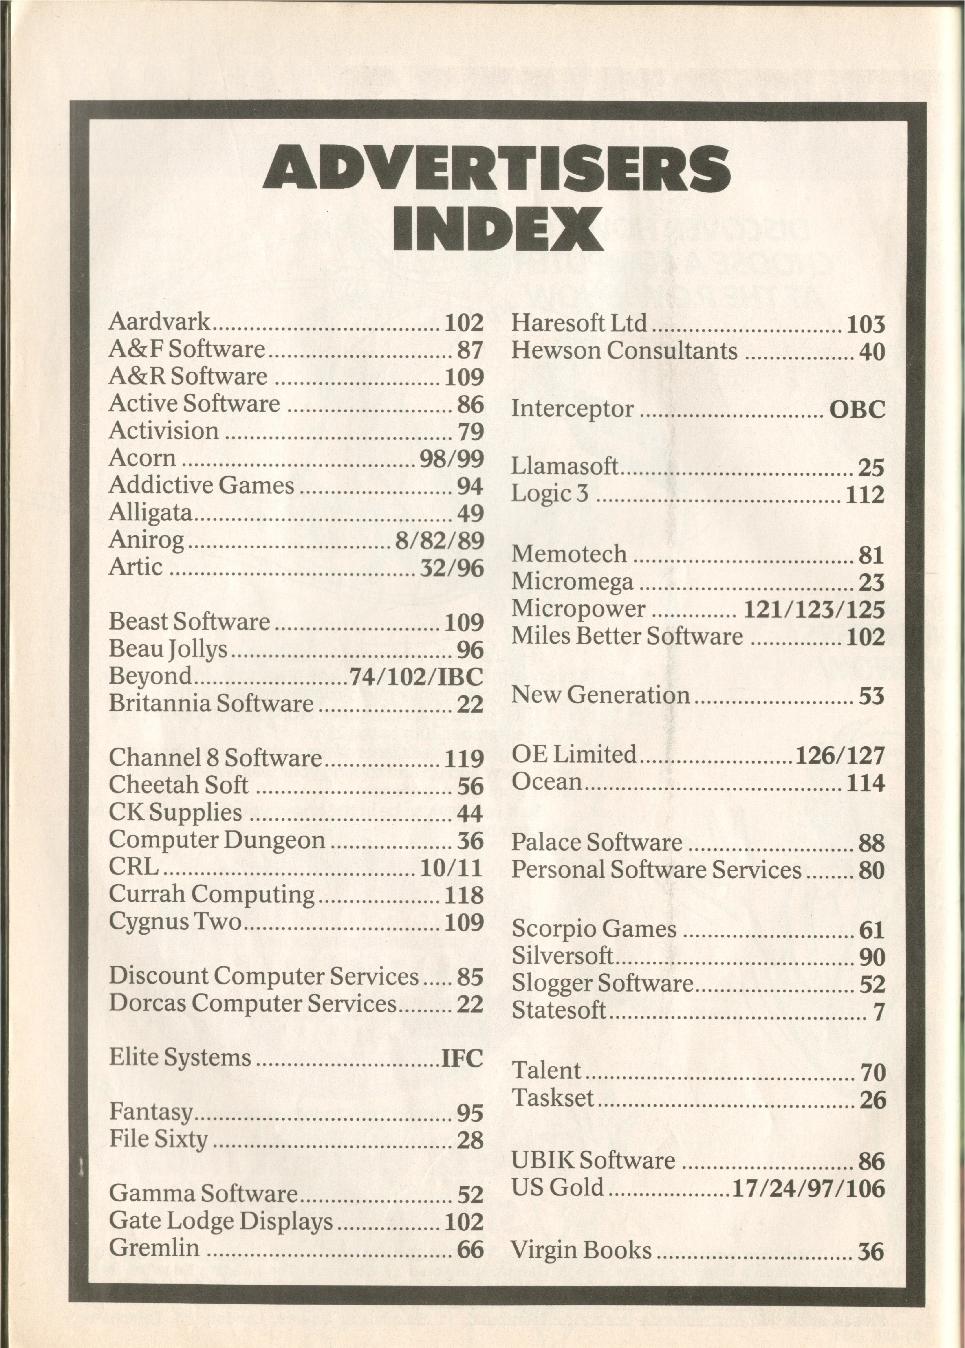 ADVERTISERS
INDEX
Aardvark..................................... 102
A&F Software.............................. 87
A&R Software ........................... 109
Active Software ........................... 86
Activision ..................................... 79
Acorn ...................................... 98/99
Addictive Games ......................... 94
Alligata.......................................... 49
Anirog ................................. 8/82/89
Artic ........................................ 32/96
Beast Software ........................... 109
Beau Jollys.................................... 96
Beyond.........................74/102/IBC
Britannia Software ...................... 22
Channel 8 Software................... 119
Cheetah Soft ................................ 56
CK Supplies ................................. 44
Computer Dungeon .................... 36
CRL ......................................... 10/11
Currah Computing .................... 118
Cygnus Two................................ 109
Discount Computer Services ..... 85
Dorcas Computer Services......... 22
Elite Systems ..............................IFC
Fantasy.......................................... 95
File Sixty ....................................... 28
Gamma Software......................... 52
Gate Lodge Displays ................. 102
Gremlin ........................................ 66
Haresoft Ltd ............................... 103
Hewson Consultants .................. 40
Interceptor .............................. OBC
Llamasoft...................................... 25
Logic 3 ........................................ 112
Memotech .................................... 81
Micromega ................................... 23
Micropower .............. 121/123/125
Miles Better Software ............... 102
New Generation.......................... 53
OE Limited.........................126/127
Ocean.......................................... 114
Palace Software ........................... 88
Personal Software Services ........ 80
Scorpio Games ............................ 61
Silversoft....................................... 90
Slogger Software.......................... 52
Statesoft.......................................... 7
Talent ............................................ 70
Taskset.......................................... 26
UBIK Software ............................ 86
US Gold ....................17/24/97/106
Virgin Books ................................ 36